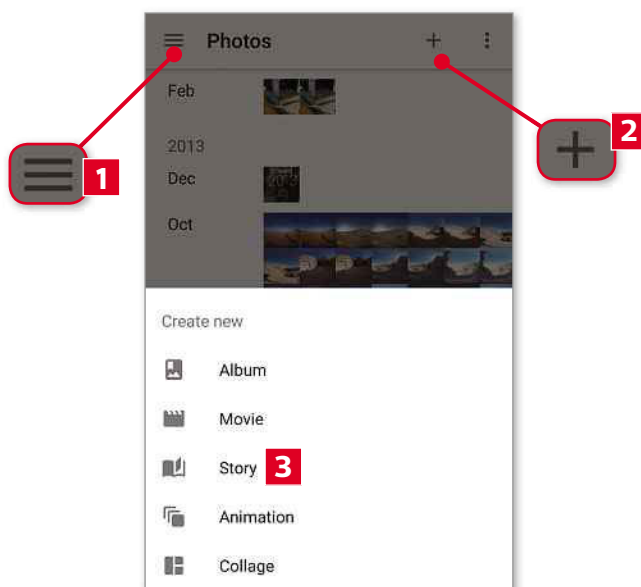 Photos
Feb
2013
Dec
Oct
1
2
Create new
Album
Movie
Story 3
Animation
Collage